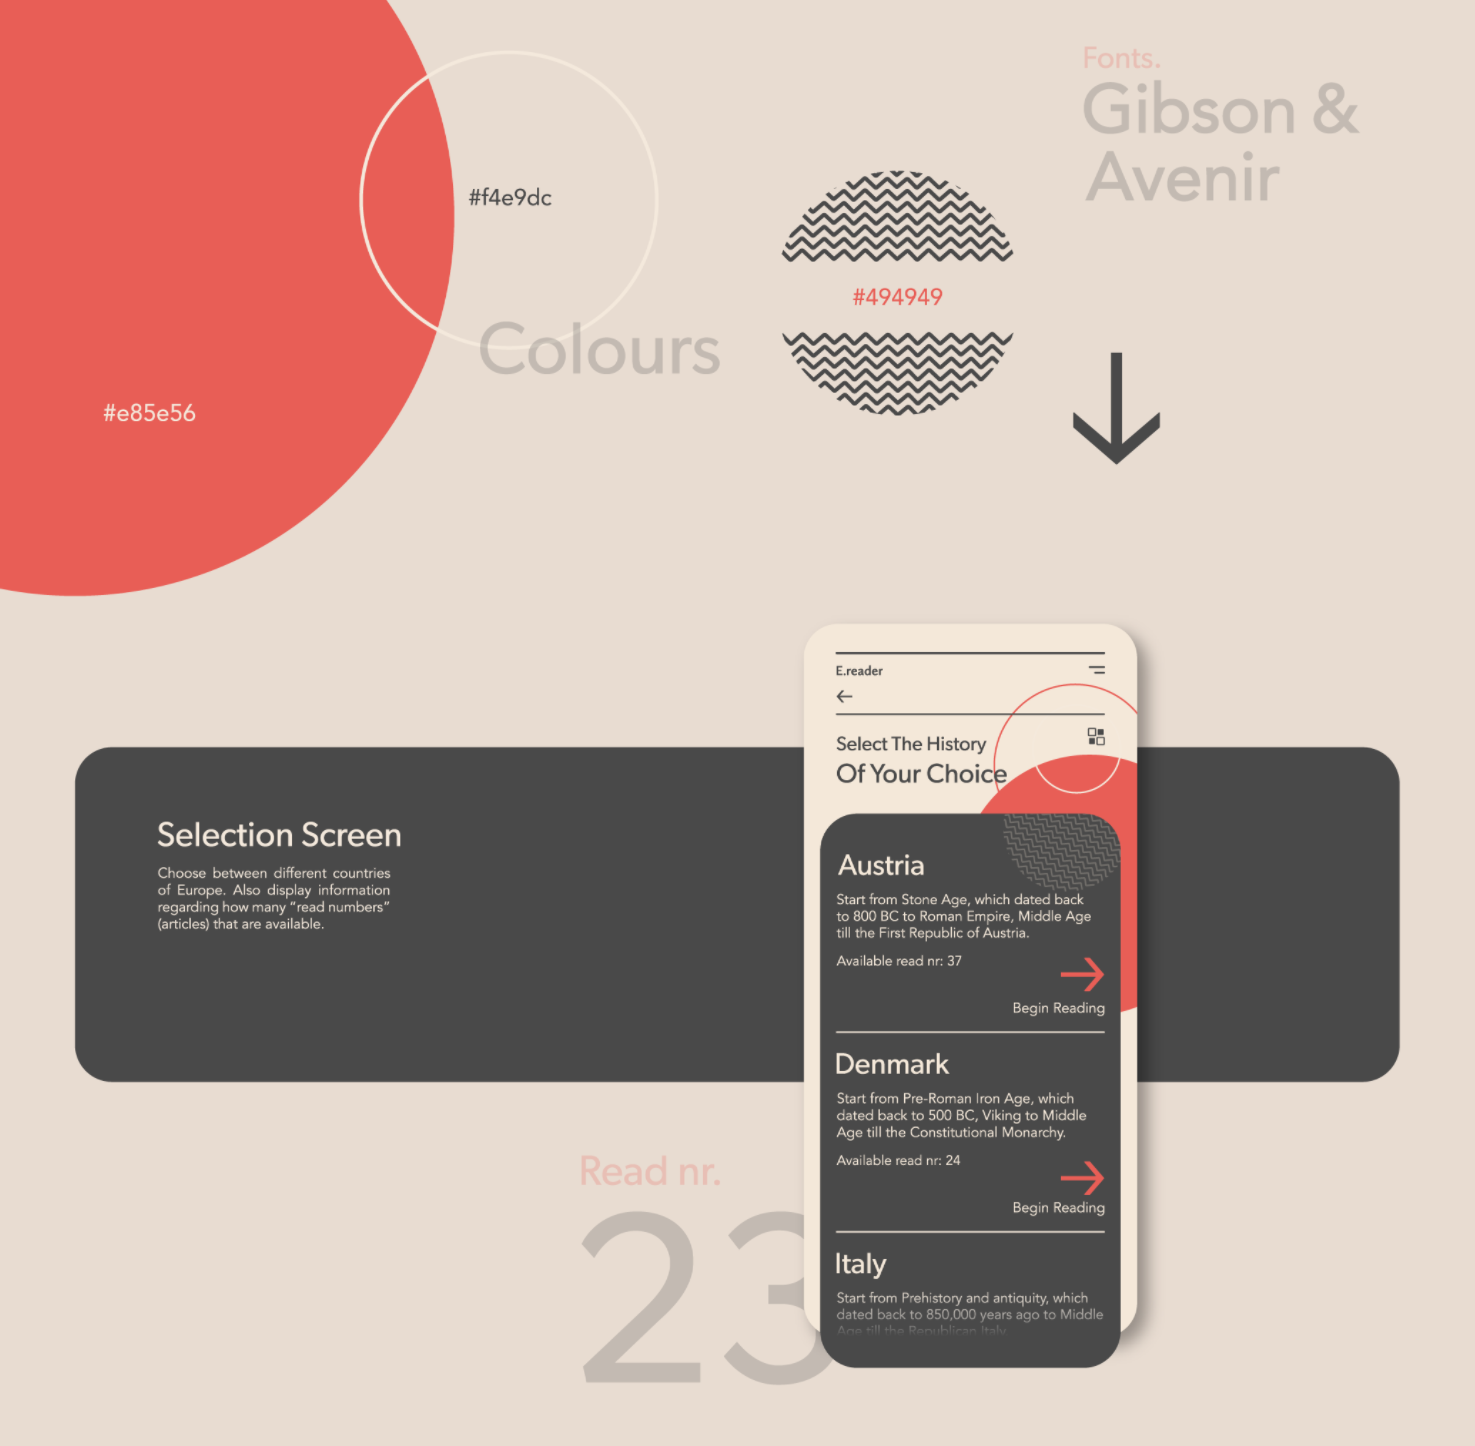 Fonts.
Gibson &
Avenir
#f4e9dc
#494949
Colours
#e85e56
E.reader
Select The History
Of Your Choice
Selection Screen
Choose between different countries
of Europe. Also display information
regarding how many “read numbers”
(articles) that are available.
Austria
Start from Stone Age, which dated back
to 800 BC to Roman Empire, Middle Age
till the First Republic of Austria.
Available read nr: 37
Begin Reading
Denmark
Start from Pre-Roman Iron Age, which
dated back to 500 BC, Viking to Middle
Age till the Constitutional Monarchy.
Available read nr: 24
Begin Reading
Italy
Start from Prehistory and antiquity, which
dated back to 850,000 years ago to Middle
Age till the Republican Italy
Read nr.
23